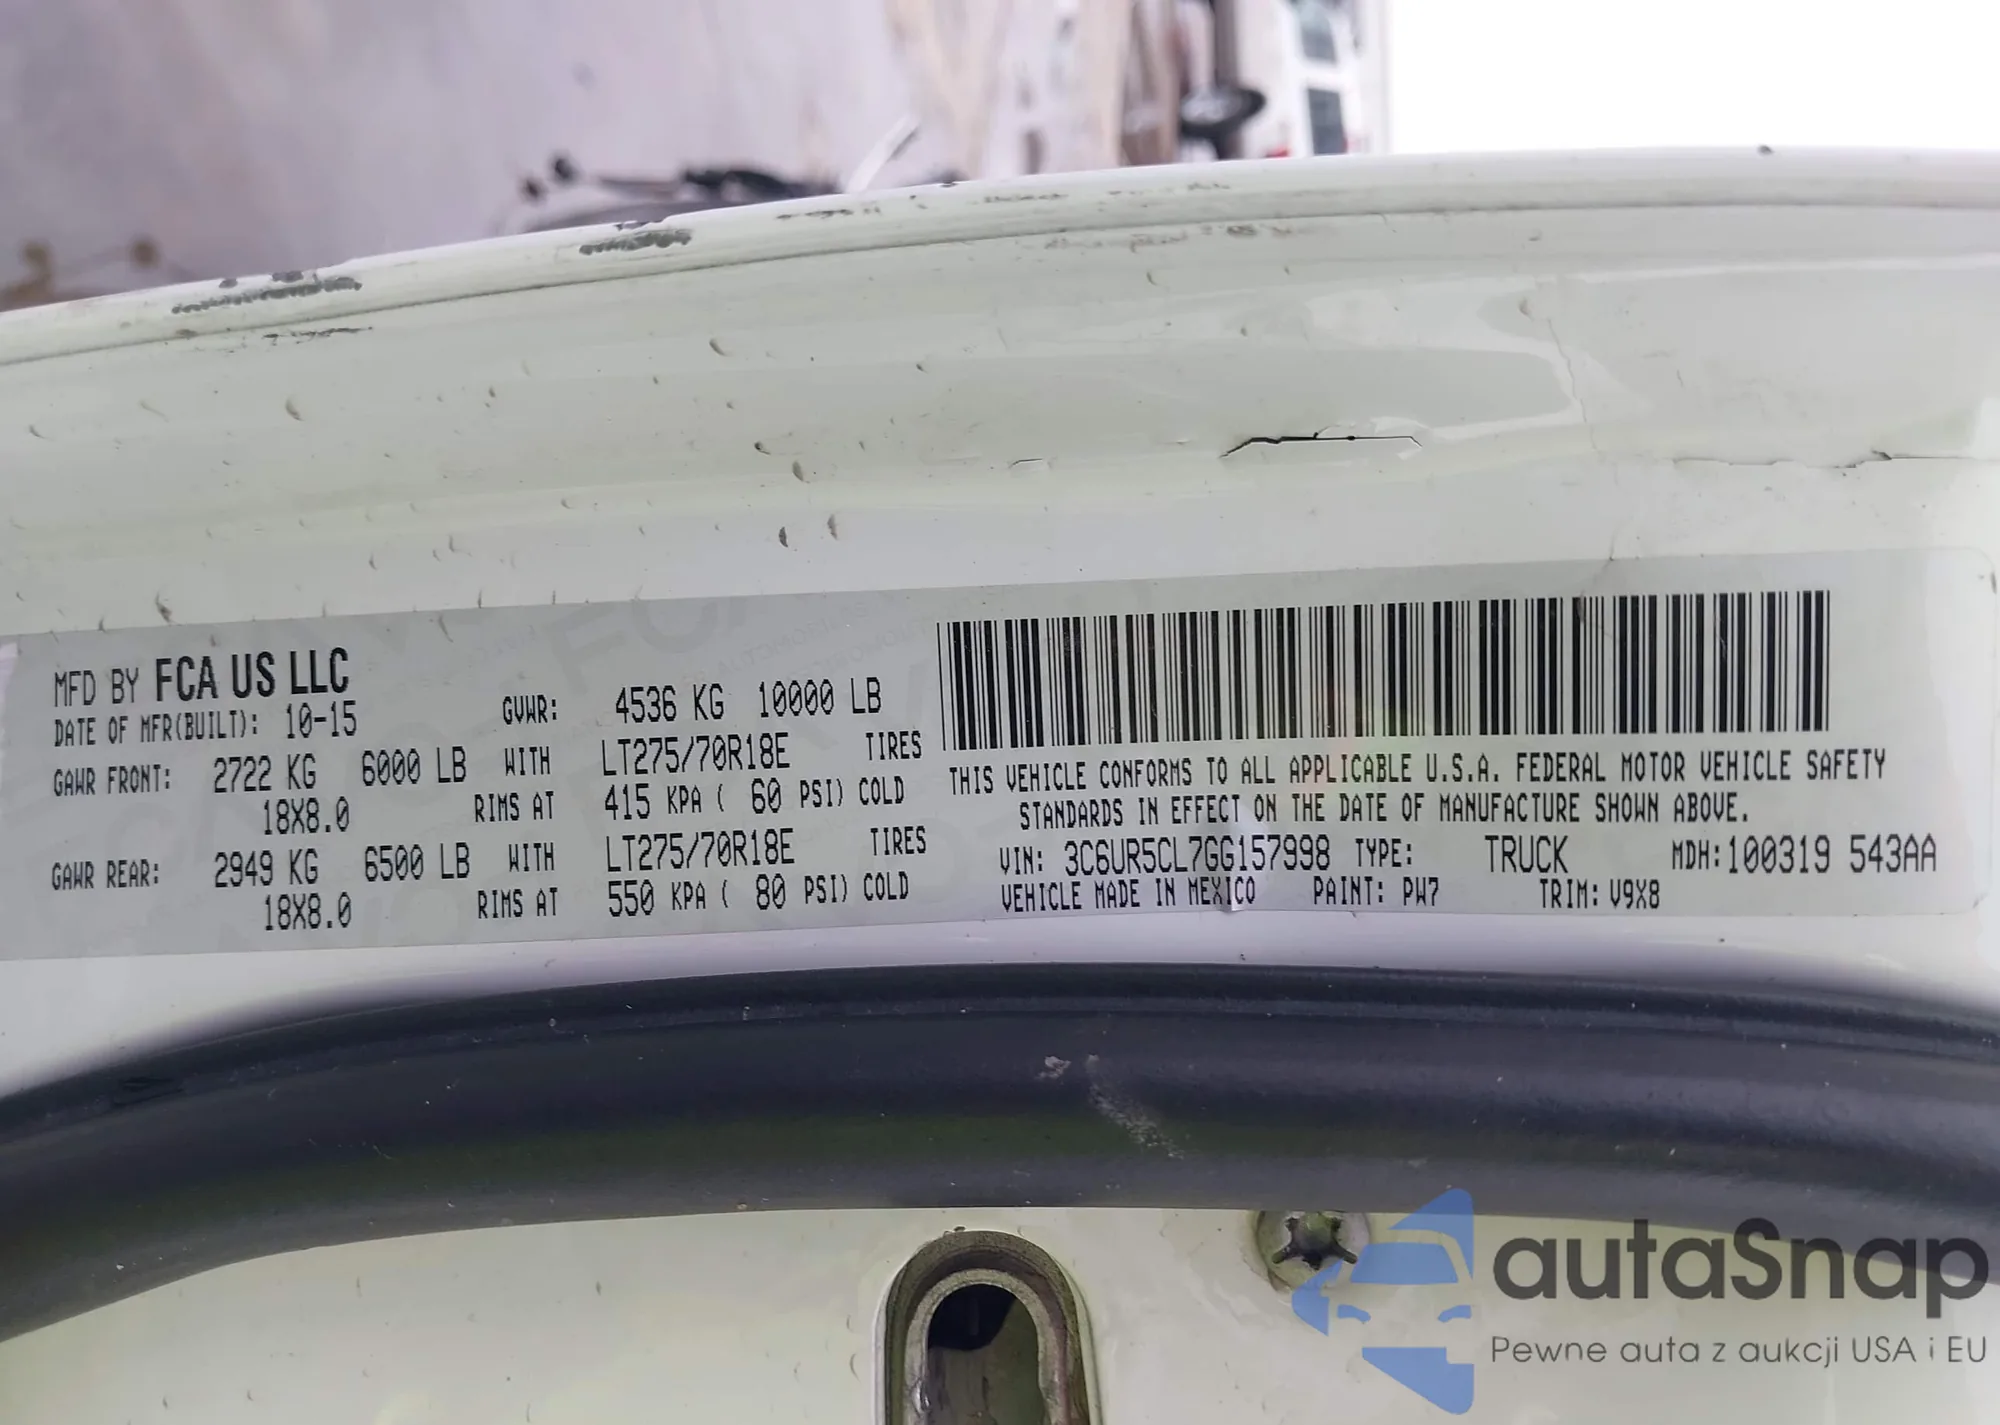 MFD BY FCA US LLC
DATE OF MFR(BUILT): 10-15 GVWR: 4536 KG 10000 LB
GAWR FRONT: 2722 KG 6000 LB WITH LT275/70R18E TIRES
18X8.0 RIMS AT 415 KPA ( 60 PSI) COLD
GAWR REAR: 2949 KG 6500 LB WITH LT275/70R18E TIRES
18X8.0 RIMS AT 550 KPA ( 80 PSI) COLD
THIS VEHICLE CONFORMS TO ALL APPLICABLE U.S.A. FEDERAL MOTOR VEHICLE SAFETY
STANDARDS IN EFFECT ON THE DATE OF MANUFACTURE SHOWN ABOVE.
VIN: 3C6UR5CL7GG157998 TYPE: TRUCK MDH: 100319 543AA
VEHICLE MADE IN MEXICO PAINT: PW7 TRIM: V9X8
autaSnap
Pewne auta z aukcji USA i EU